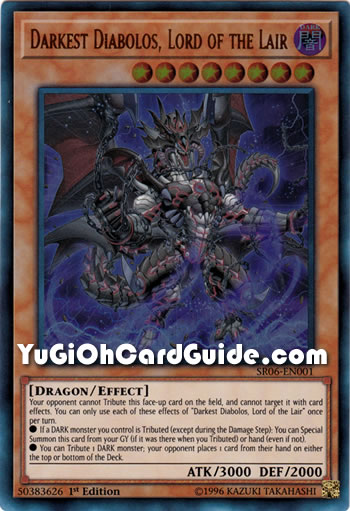 DARKEST DIABOLOS, LORD OF THE LAIR
DARK
闇
YuGiOhCardGuide.com
SR06-EN001
[DRAGON/EFFECT]
Your opponent cannot Tribute this face-up card on the field, and cannot target it with card
effects. You can only use each of these effects of "Darkest Diabolos, Lord of the Lair" once
per turn.
● If a DARK monster you control is Tributed (except during the Damage Step): You can Special
Summon this card from your GY (if it was there when you Tributed) or hand (even if not).
● You can Tribute 1 DARK monster; your opponent places 1 card from their hand on either
the top or bottom of the Deck.
ATK/3000 DEF/2000
50383626 1st Edition ©1996 KAZUKI TAKAHASHI